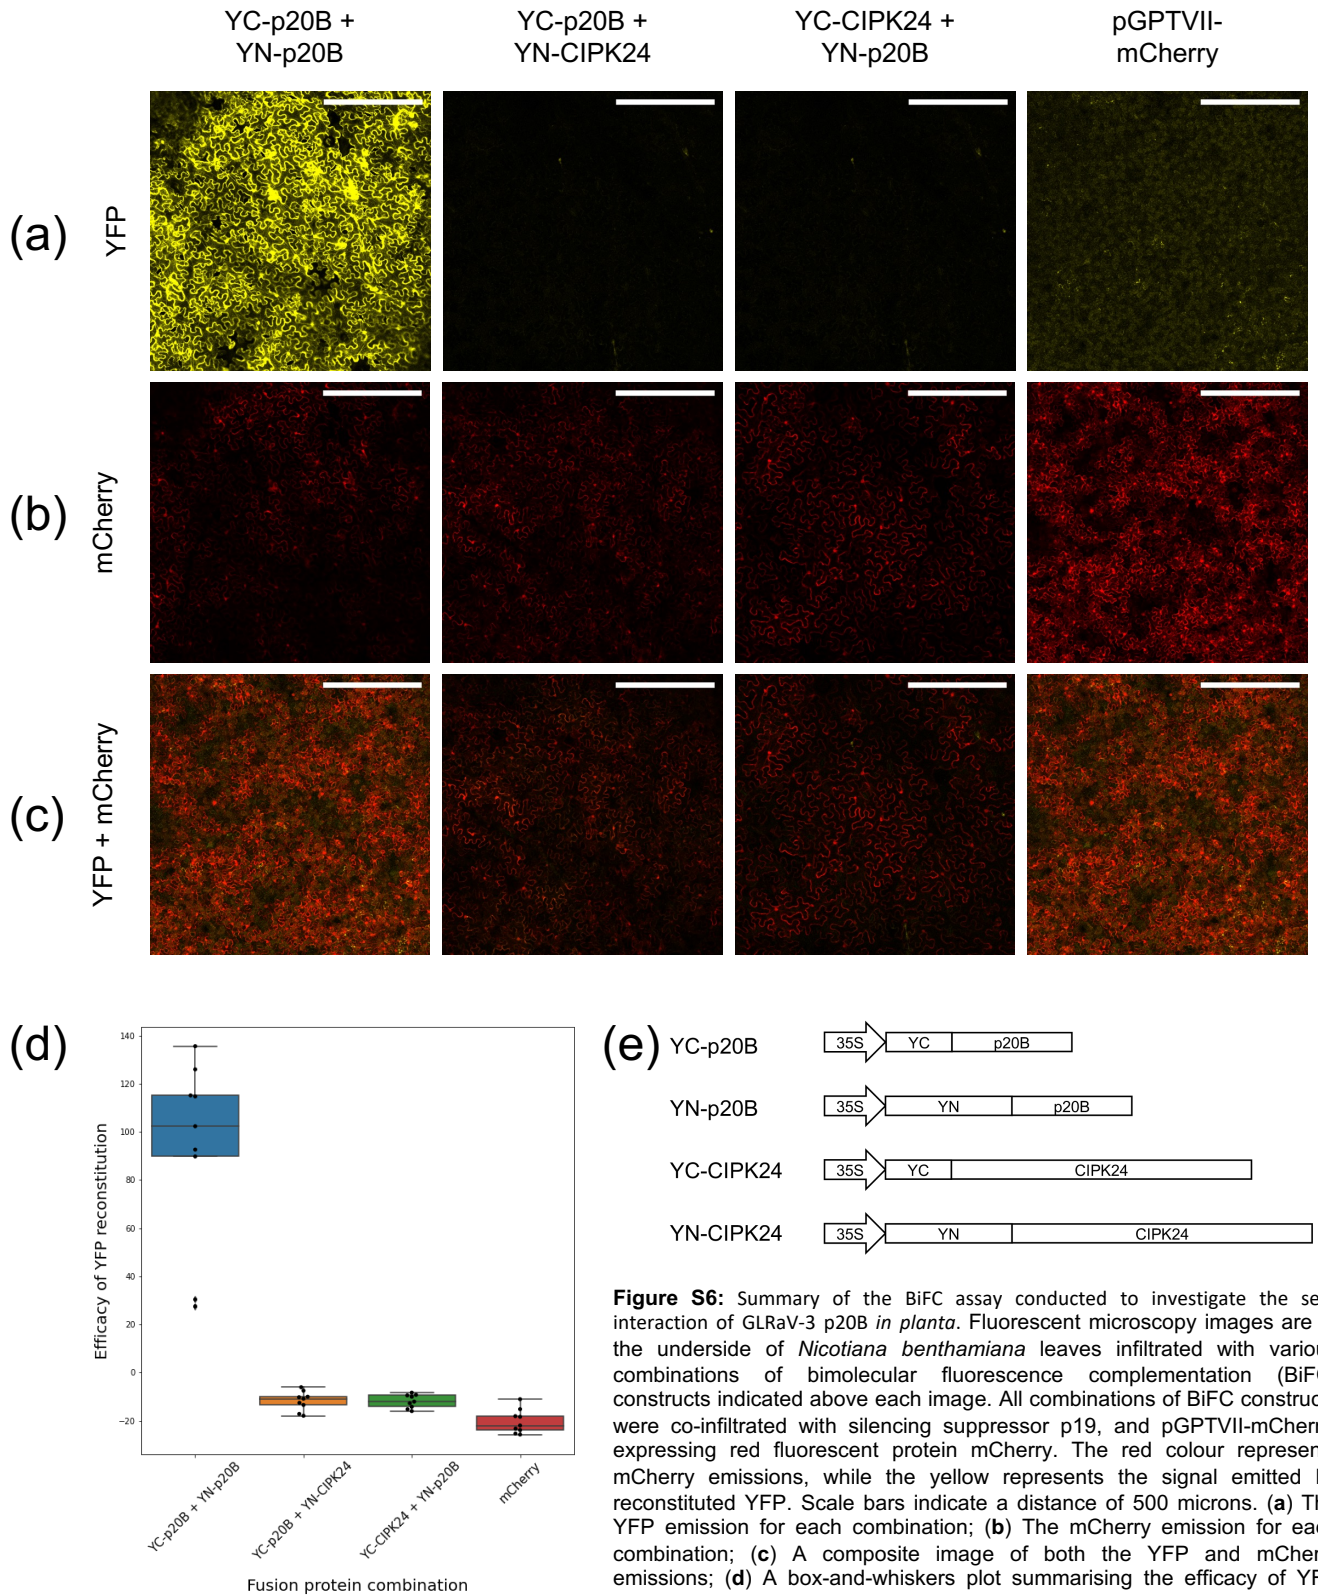 YC-p20B +
YN-p20B
YC-p20B +
YN-CIPK24
YC-CIPK24 +
YN-p20B
pGPTVII-
mCherry
(a)
YFP
(b)
mCherry
(c)
YFP + mCherry
(d)
Efficacy of YFP reconstitution
140
120
100
80
60
40
20
0
−20
YC-p20B + YN-p20B
YC-p20B + YN-CIPK24
YC-CIPK24 + YN-p20B
mCherry
Fusion protein combination
(e)
YC-p20B
35S
YC
p20B
YN-p20B
35S
YN
p20B
YC-CIPK24
35S
YC
CIPK24
YN-CIPK24
35S
YN
CIPK24
Figure S6: Summary of the BiFC assay conducted to investigate the
interaction of GLRaV-3 p20B in planta. Fluorescent microscopy images are
the underside of Nicotiana benthamiana leaves infiltrated with
combinations of bimolecular fluorescence complementation
constructs indicated above each image. All combinations of BiFC
were co-infiltrated with silencing suppressor p19, and
expressing red fluorescent protein mCherry. The red colour
mCherry emissions, while the yellow represents the signal emitted
reconstituted YFP. Scale bars indicate a distance of 500 microns. (a)
YFP emission for each combination; (b) The mCherry emission for
combination; (c) A composite image of both the YFP and
emissions; (d) A box-and-whiskers plot summarising the efficacy of